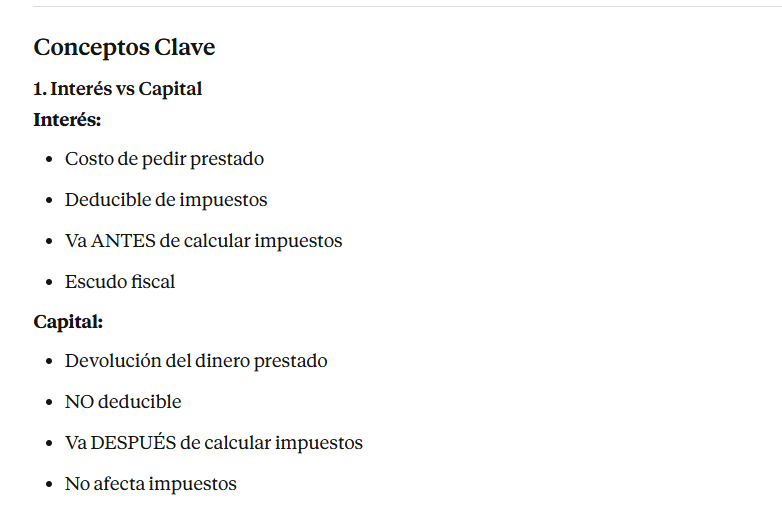 Conceptos Clave
1. Interés vs Capital
Interés:
• Costo de pedir prestado
• Deducible de impuestos
• Va ANTES de calcular impuestos
• Escudo fiscal
Capital:
• Devolución del dinero prestado
• NO deducible
• Va DESPUÉS de calcular impuestos
• No afecta impuestos